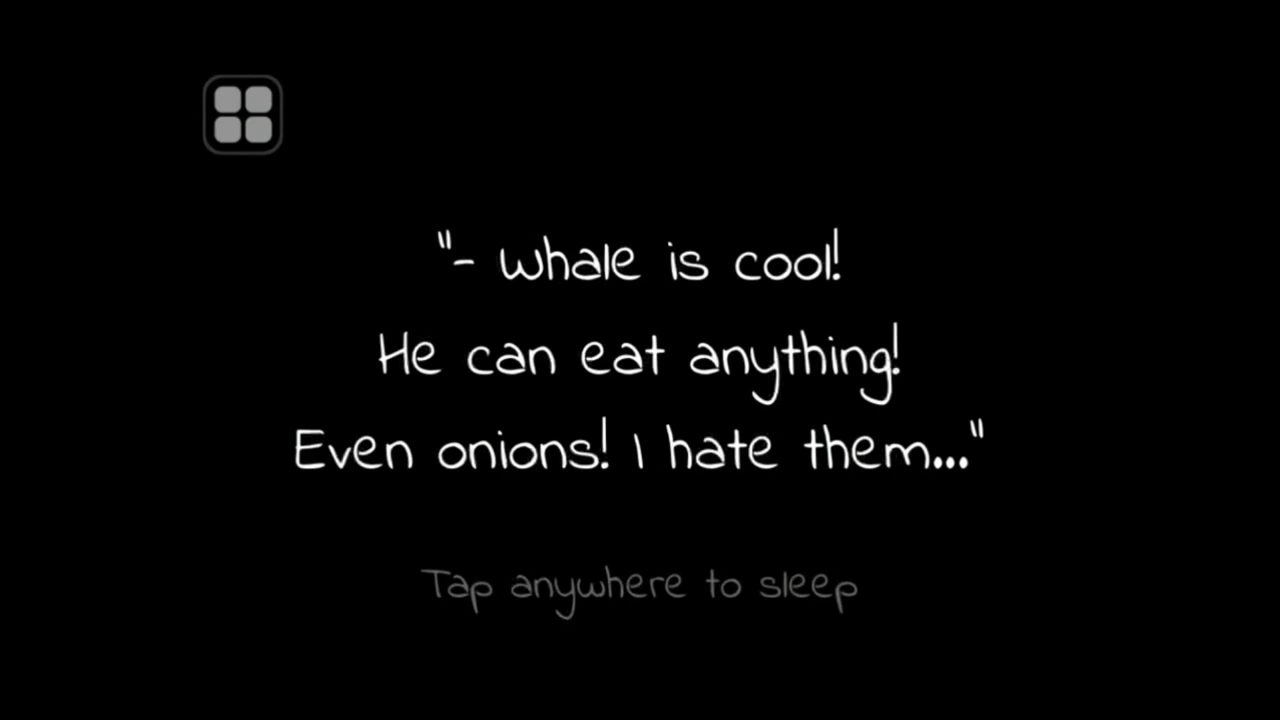 "- Whale is cool!
He can eat anything!
Even onions! I hate them..."
Tap anywhere to sleep